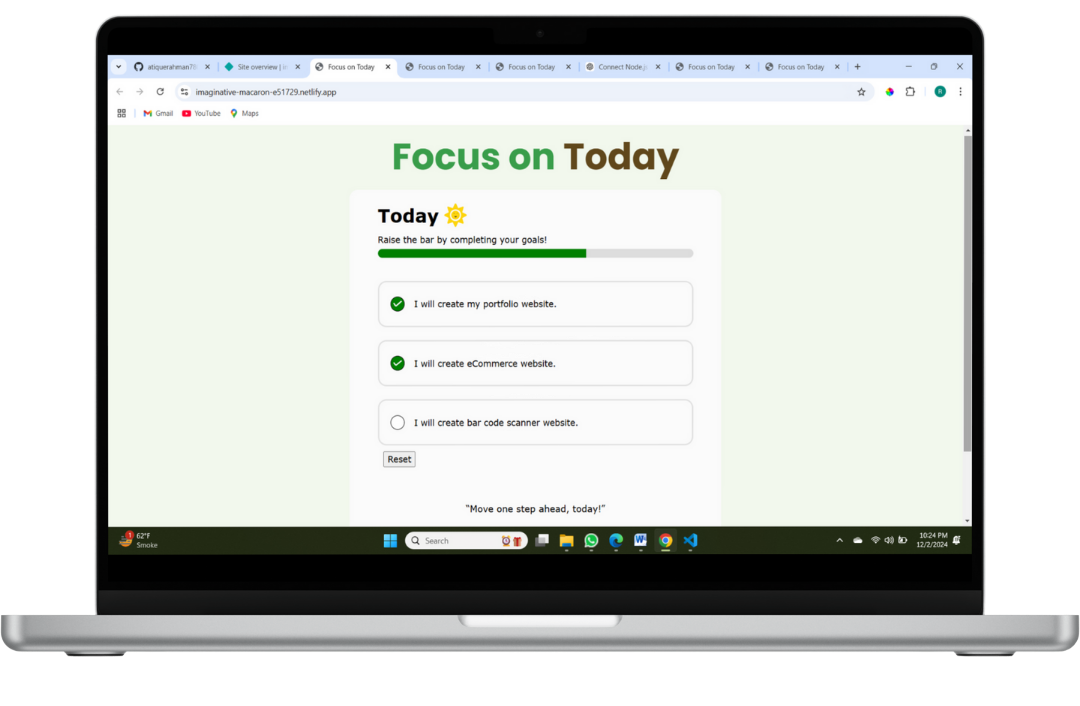 atiquerahman78
Site overview |
Focus on Today
Focus on Today
Focus on Today
Connect Node.js
Focus on Today
Focus on Today
imaginative-macaron-e51729.netlify.app
R
Gmail
YouTube
Maps
Focus on Today
Today
Raise the bar by completing your goals!
I will create my portfolio website.
I will create eCommerce website.
I will create bar code scanner website.
Reset
“Move one step ahead, today!”
1
62°F
Smoke
Search
W
10:24 PM
12/2/2024